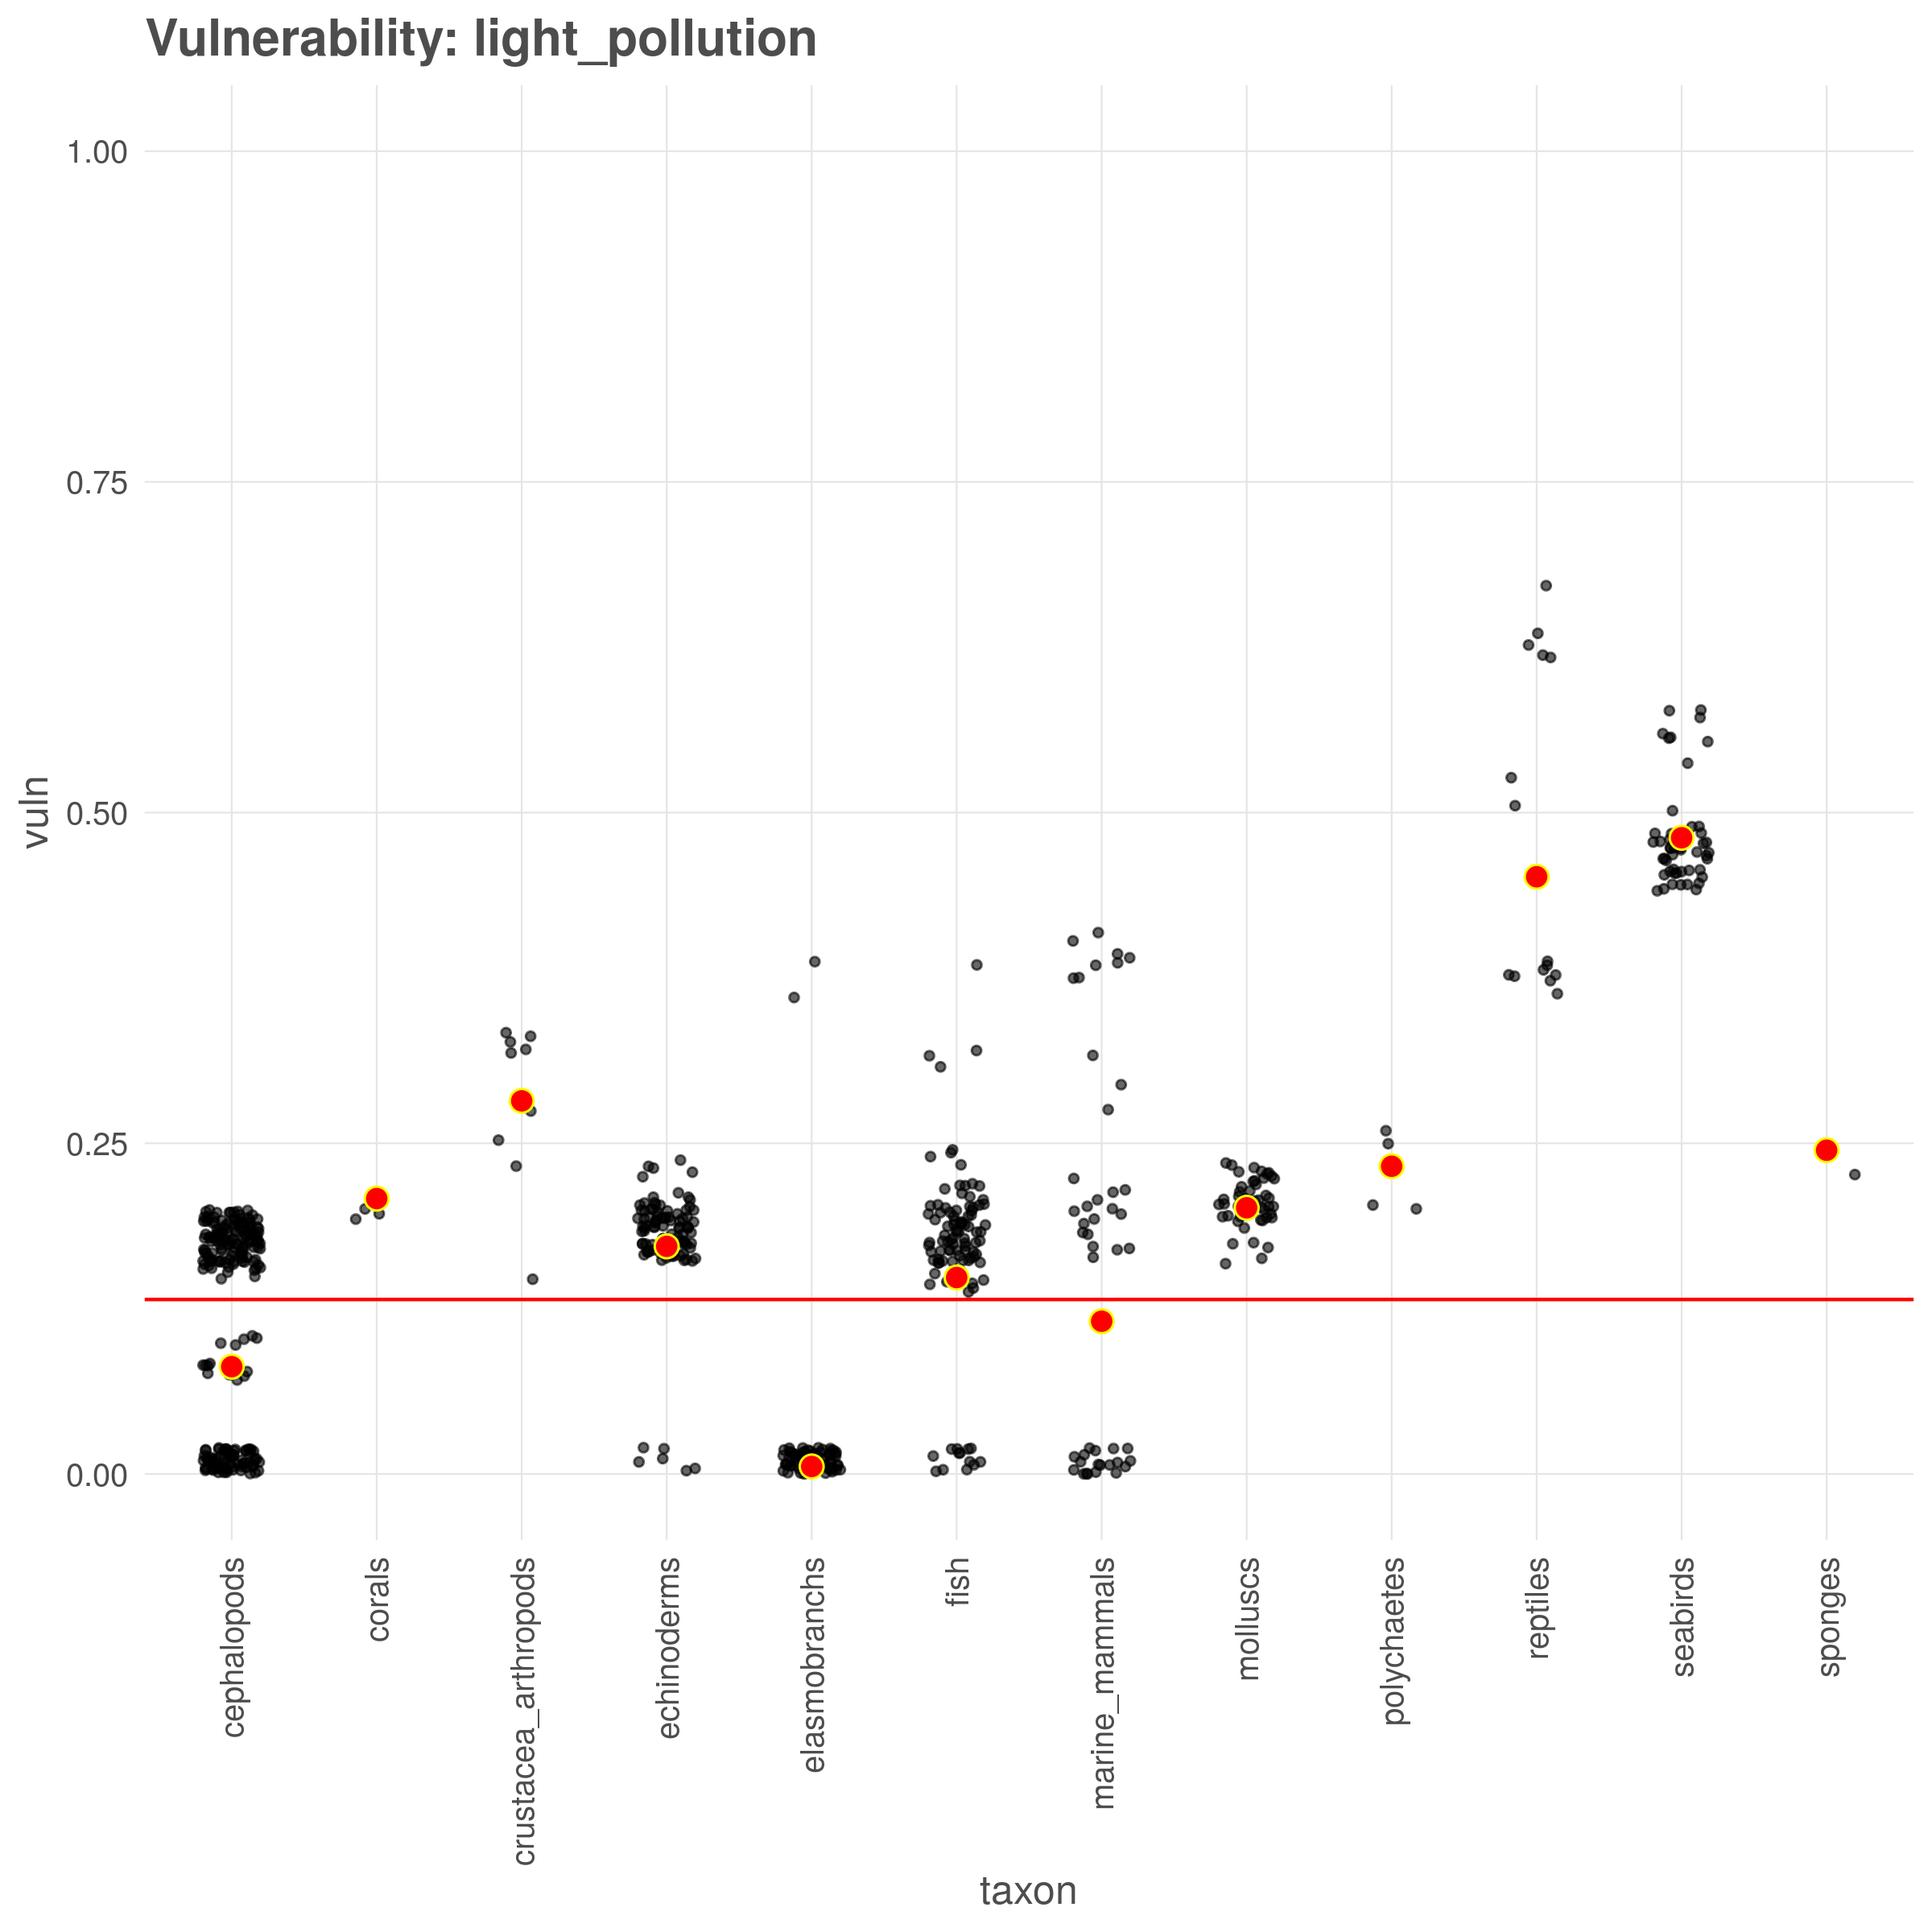 Vulnerability: light_pollution
1.00
0.75
0.50
0.25
0.00
vuln
cephalopods
corals
crustacea_arthropods
echinoderms
elasmobranchs
fish
marine_mammals
molluscs
polychaetes
reptiles
seabirds
sponges
taxon